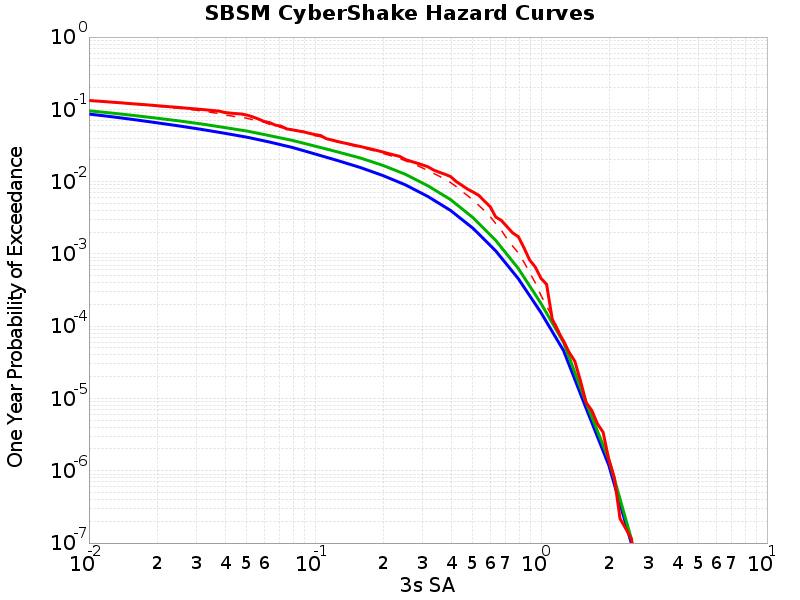 SBSM CyberShake Hazard Curves
One Year Probability of Exceedance
10^0
10^-1
10^-2
10^-3
10^-4
10^-5
10^-6
10^-7
10^-2 2 3 4 5 6 10^-1 2 3 4 5 6 7 10^0 2 3 4 5 6 7 10^1
3s SA